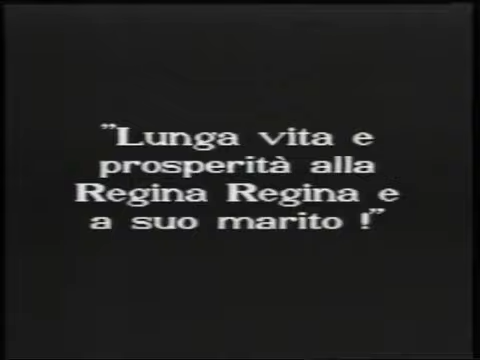 "Lunga vita e
prosperità alla
Regina Regina e
a suo marito !"